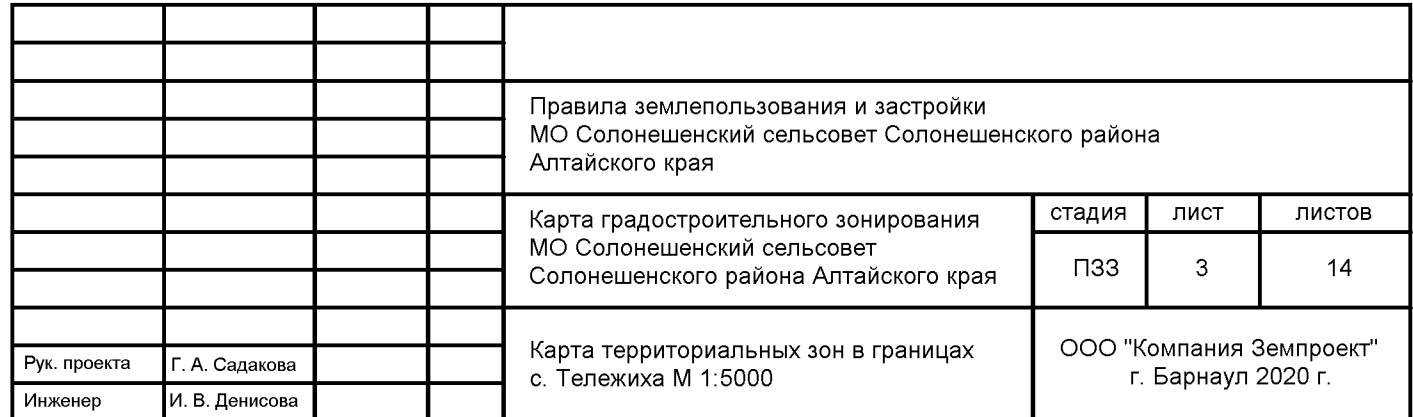 Правила землепользования и застройки
МО Солонешенский сельсовет Солонешенского района
Алтайского края
Карта градостроительного зонирования
МО Солонешенский сельсовет
Солонешенского района Алтайского края
стадия лист листов
ПЗЗ 3 14
Рук. проекта Г. А. Садакова
Инженер И. В. Денисова
Карта территориальных зон в границах
с. Тележиха М 1:5000
ООО "Компания Земпроект"
г. Барнаул 2020 г.